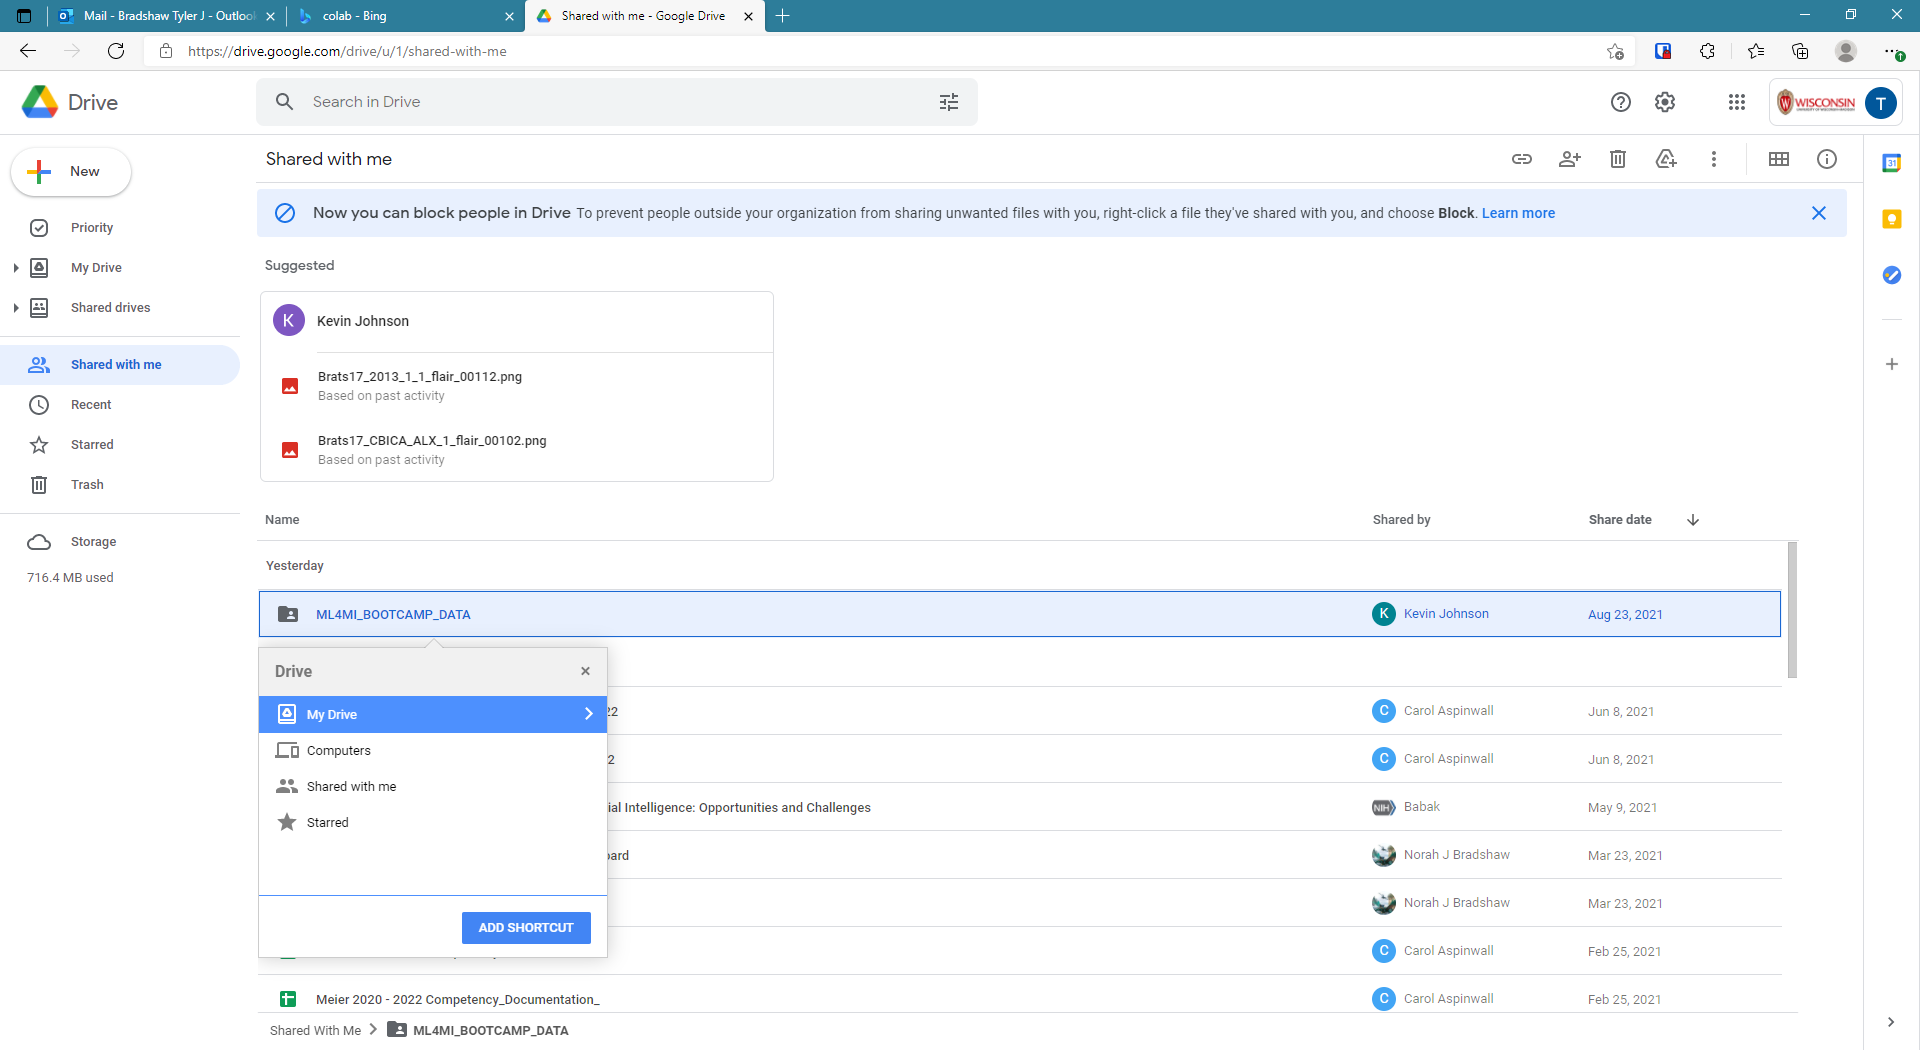 Mail - Bradshaw Tyler J - Outlook
colab - Bing
Shared with me - Google Drive
https://drive.google.com/drive/u/1/shared-with-me
Drive
Search in Drive
WISCONSIN
T
New
Shared with me
31
Now you can block people in Drive To prevent people outside your organization from sharing unwanted files with you, right-click a file they've shared with you, and choose Block. Learn more
Priority
My Drive
Shared drives
Shared with me
Recent
Starred
Trash
Storage
716.4 MB used
Suggested
K Kevin Johnson
Brats17_2013_1_1_flair_00112.png
Based on past activity
Brats17_CBICA_ALX_1_flair_00102.png
Based on past activity
Name Shared by Share date
Yesterday
ML4MI_BOOTCAMP_DATA K Kevin Johnson Aug 23, 2021
Drive
My Drive
Computers
Shared with me
Starred
ADD SHORTCUT
22 C Carol Aspinwall Jun 8, 2021
2 C Carol Aspinwall Jun 8, 2021
ial Intelligence: Opportunities and Challenges NIH Babak May 9, 2021
oard Norah J Bradshaw Mar 23, 2021
Norah J Bradshaw Mar 23, 2021
C Carol Aspinwall Feb 25, 2021
Meier 2020 - 2022 Competency_Documentation_ C Carol Aspinwall Feb 25, 2021
Shared With Me ML4MI_BOOTCAMP_DATA